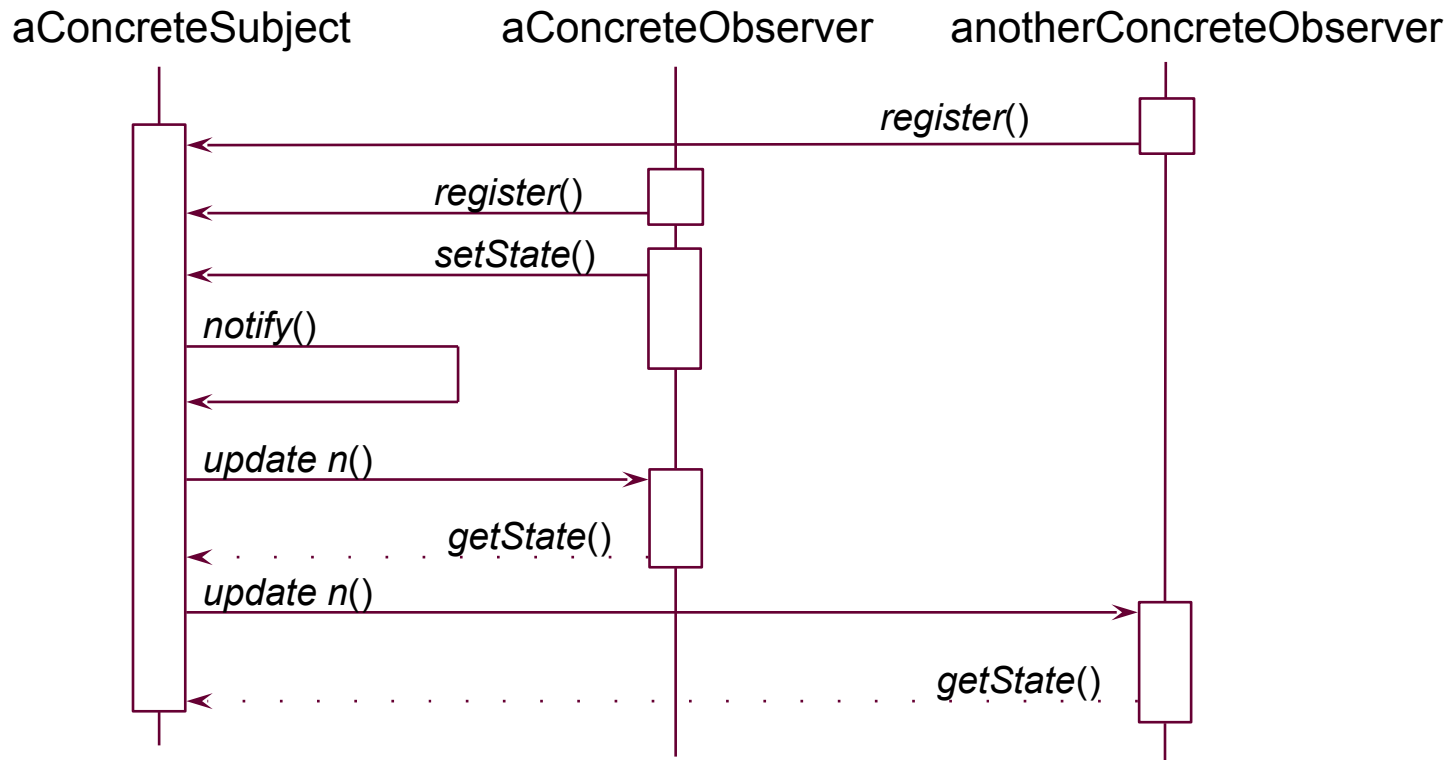 aConcreteSubject aConcreteObserver anotherConcreteObserver
register()
register()
setState()
notify()
update n()
getState()
update n()
getState()